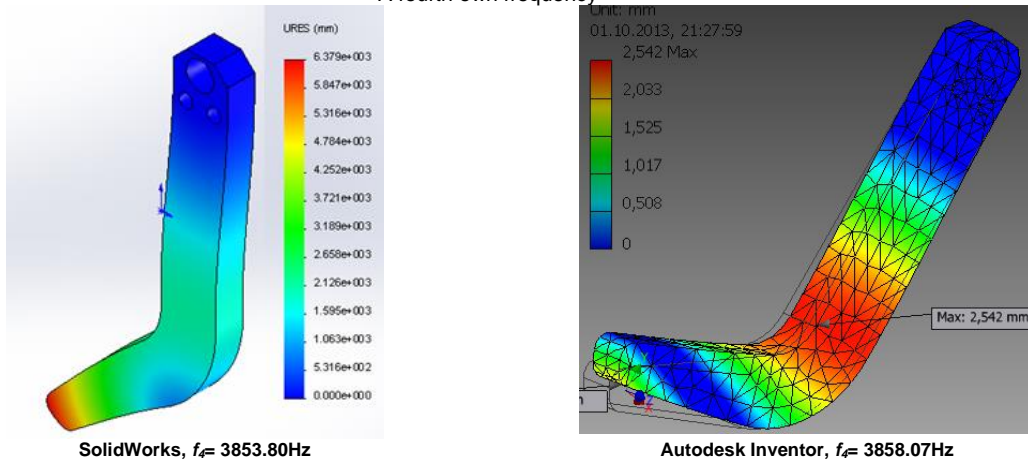 URES (mm)
6.379e+003
5.847e+003
5.316e+003
4.784e+003
4.252e+003
3.721e+003
3.189e+003
2.658e+003
2.126e+003
1.595e+003
1.063e+003
5.316e+002
0.000e+000
SolidWorks, f4= 3853.80Hz
Unit: mm
01.10.2013, 21:27:59
2,542 Max
2,033
1,525
1,017
0,508
0
Max: 2,542 mm
Autodesk Inventor, f4= 3858.07Hz